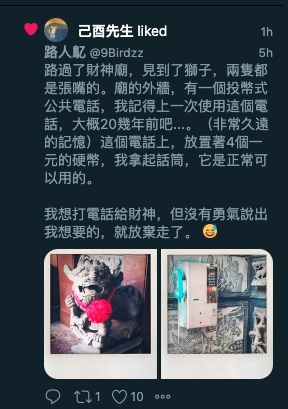 己酉先生 liked
1h
路人髦 @9Birdzz
5h
路過了財神廟，見到了獅子，兩隻都
是張嘴的。廟的外牆，有一個投幣式
公共電話，我記得上一次使用這個電
話，大概20幾年前吧...。（非常久遠
的記憶）這個電話上，放置著4個一
元的硬幣，我拿起話筒，它是正常可
以用的。
我想打電話給財神，但沒有勇氣說出
我想要的，就放棄走了。😅
1
10